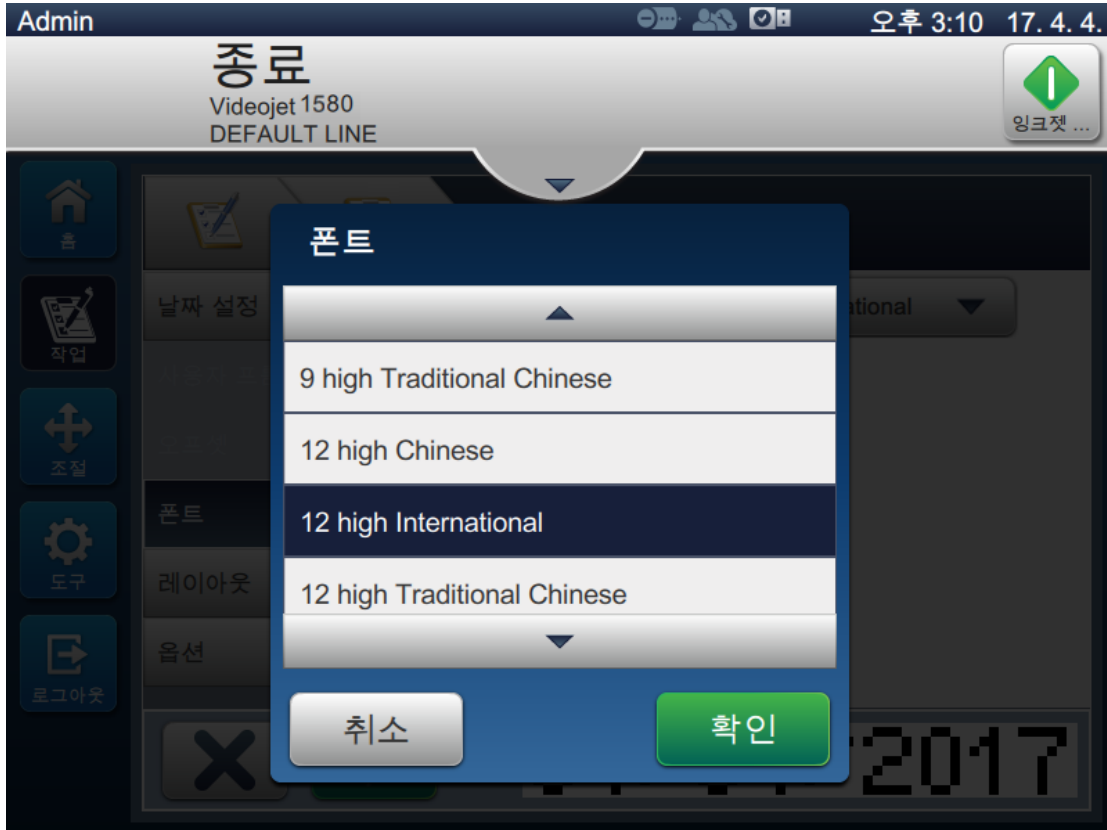 Admin
오후 3:10 17. 4. 4.
종료
Videojet 1580
DEFAULT LINE
잉크젯 ...
홈
폰트
날짜 설정
ational
작업
9 high Traditional Chinese
조절
12 high Chinese
폰트
12 high International
도구
레이아웃
12 high Traditional Chinese
옵션
로그아웃
취소
확인
2017